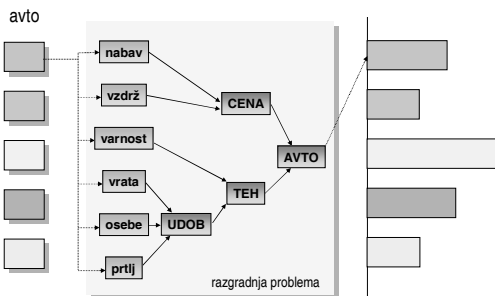 avto
nabav
vzdrž
CENA
varnost
AVTO
vrata
TEH
osebe
UDOB
prtlj
razgradnja problema